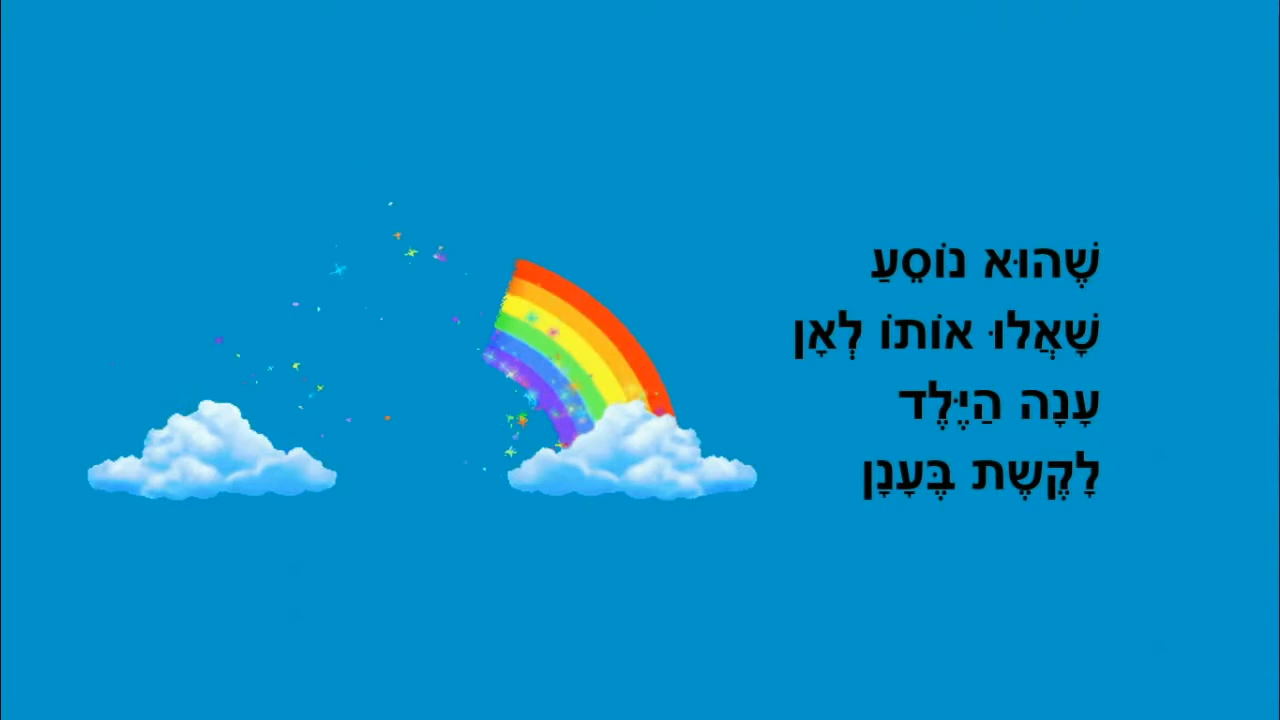 שֶׁהוּא נוֹסֵעַ
שָׁאֲלוּ אוֹתוֹ לְאָן
עָנָה הַיֶּלֶד
לָקֶשֶׁת בֶּעָנָן